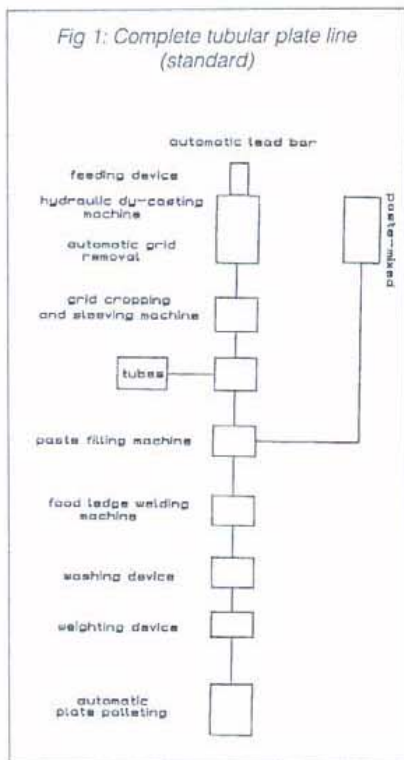 Fig 1: Complete tubular plate line
(standard)
automatic lead bar
feeding device
hydraulic dy-casting
machine
automatic grid
removal
paste-mixed
grid cropping
and sleeving machine
tubes
paste filling machine
food ledge welding
machine
washing device
weighting device
automatic
plate palleting